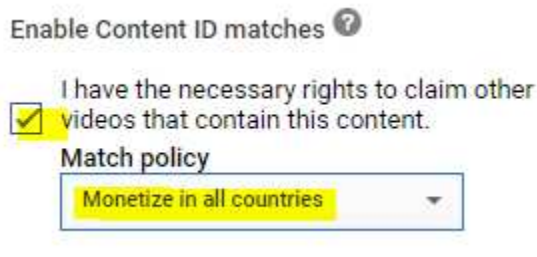 Enable Content ID matches ?
I have the necessary rights to claim other
videos that contain this content.
Match policy
Monetize in all countries